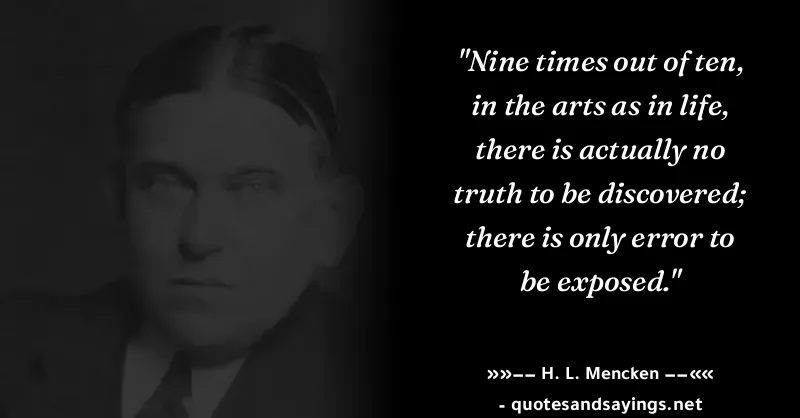 "Nine times out of ten,
in the arts as in life,
there is actually no
truth to be discovered;
there is only error to
be exposed."
»»–– H. L. Mencken ––««
- quotesandsayings.net